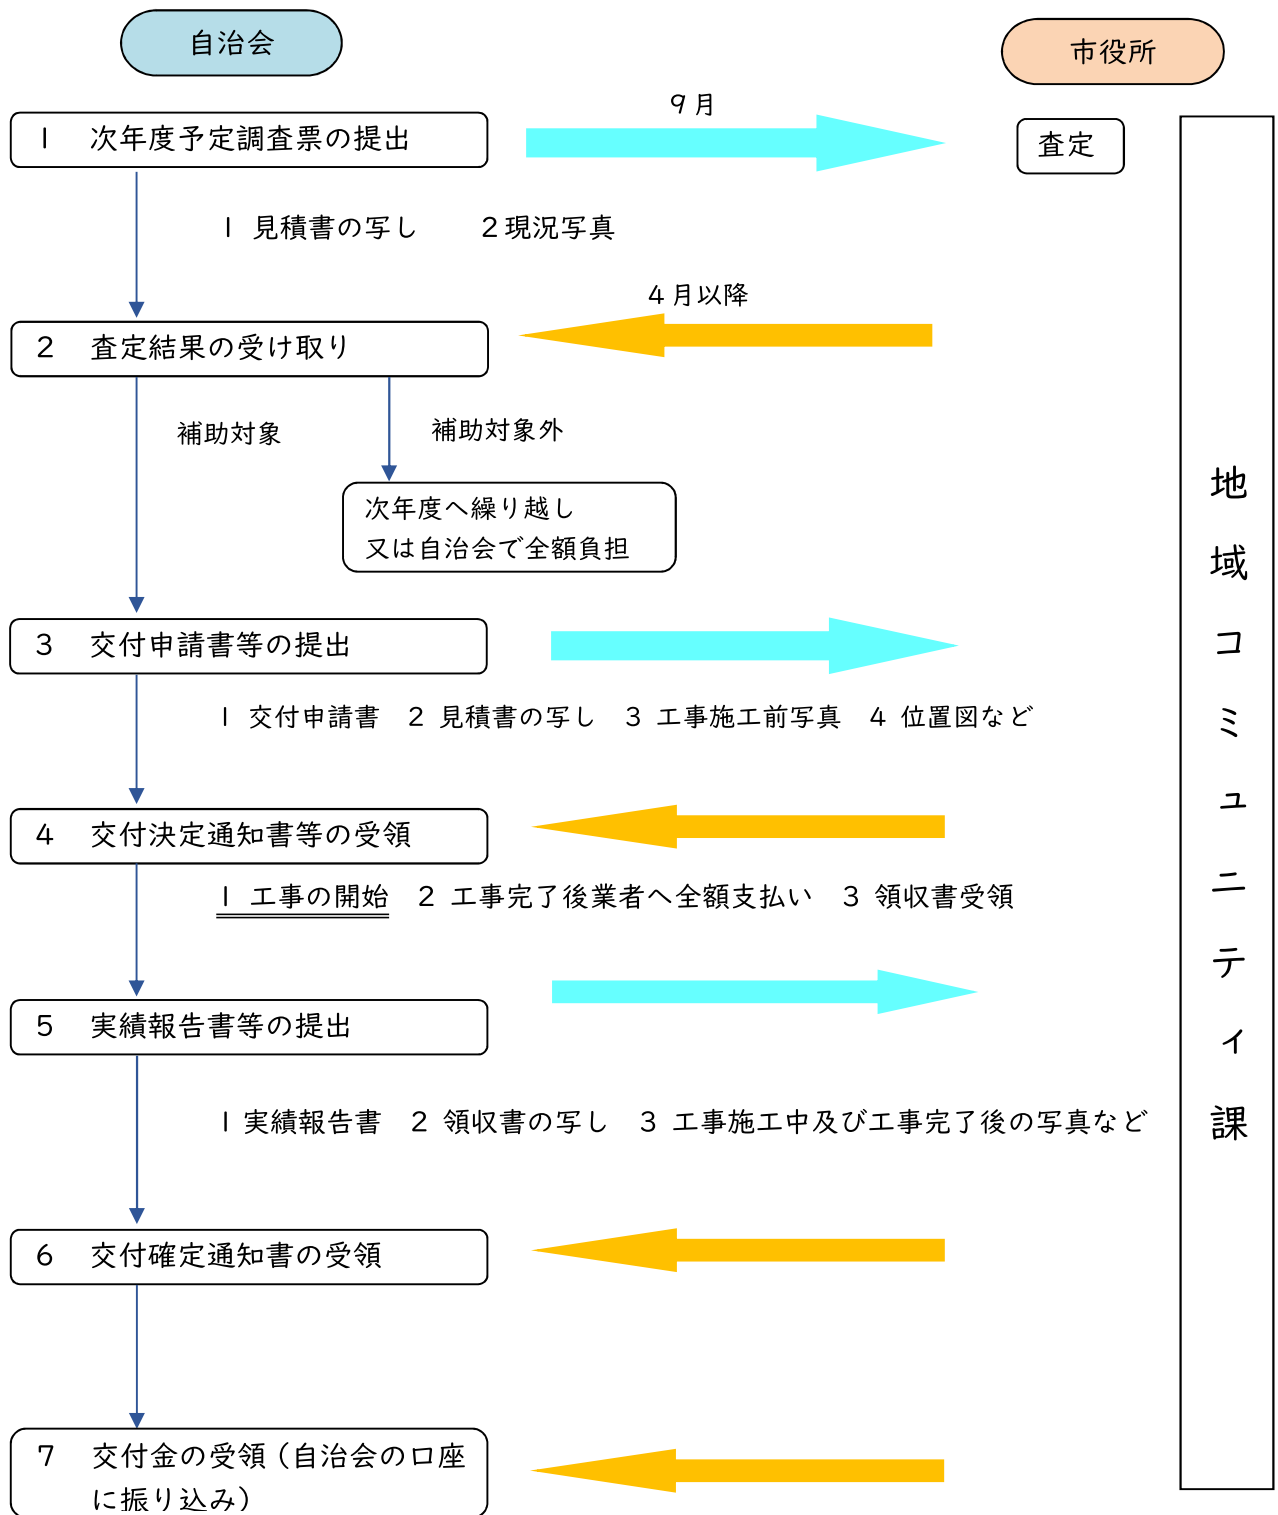 自治会
市役所
9月
1 次年度予定調査票の提出
査定
1 見積書の写し 2現況写真
4月以降
2 査定結果の受け取り
補助対象
補助対象外
次年度へ繰り越し
又は自治会で全額負担
3 交付申請書等の提出
1 交付申請書 2 見積書の写し 3 工事施工前写真 4 位置図など
4 交付決定通知書等の受領
1 工事の開始 2 工事完了後業者へ全額支払い 3 領収書受領
5 実績報告書等の提出
1 実績報告書 2 領収書の写し 3 工事施工中及び工事完了後の写真など
6 交付確定通知書の受領
7 交付金の受領(自治会の口座
に振り込み)
地域コミュニティ課